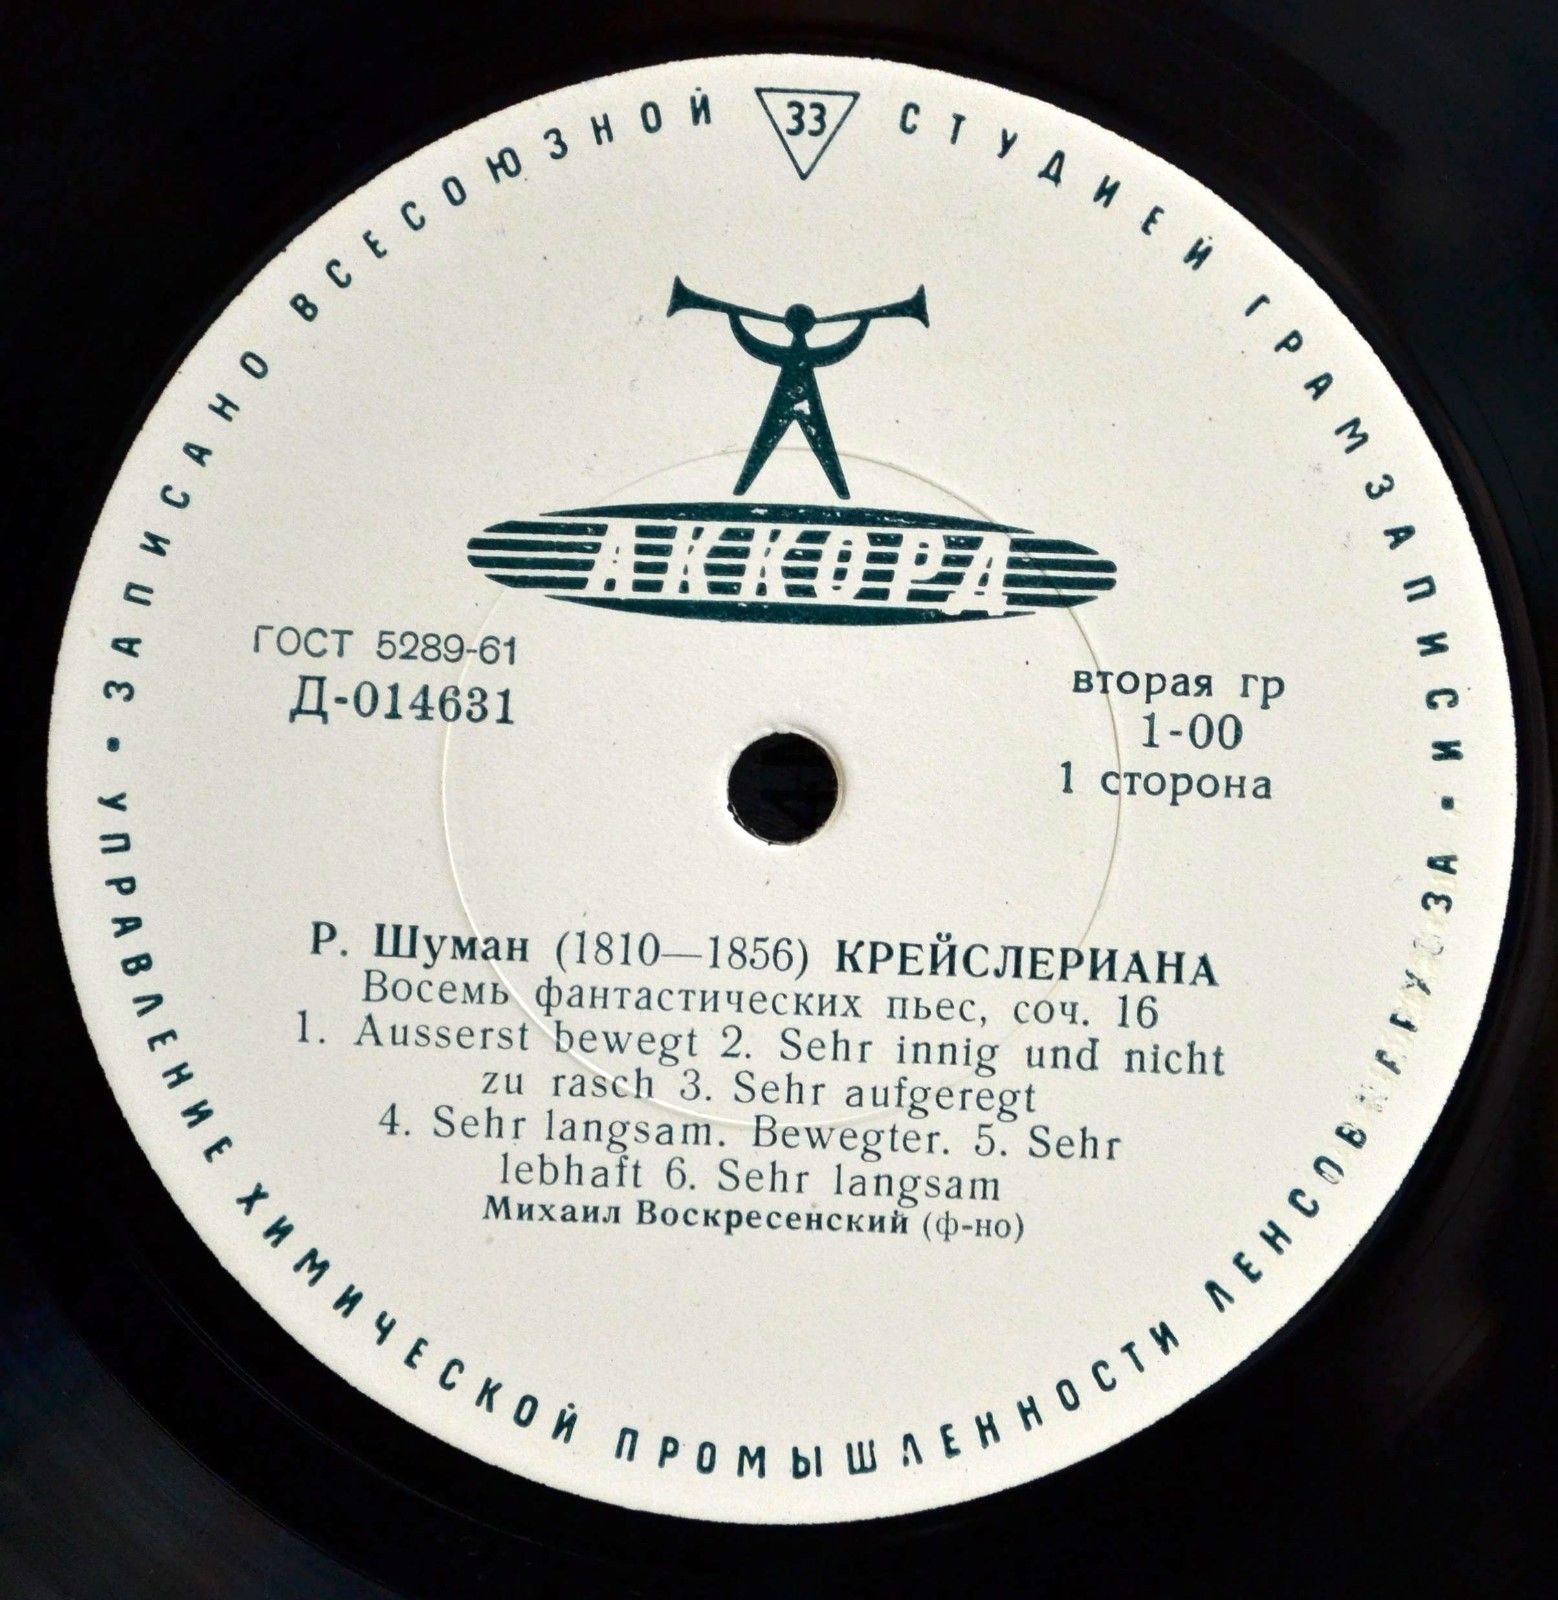 ЗАПИСАНО ВСЕСОЮЗНОЙ 33 СТУДИЕЙ ГРАМЗАПИСИ
АККОРД
ГОСТ 5289-61
Д-014631
вторая гр
1-00
1 сторона
Р. Шуман (1810—1856) КРЕЙСЛЕРИАНА
Восемь фантастических пьес, соч. 16
1. Ausserst bewegt 2. Sehr innig und nicht
zu rasch 3. Sehr aufgeregt
4. Sehr langsam. Bewegter. 5. Sehr
lebhaft 6. Sehr langsam
Михаил Воскресенский (ф-но)
УПРАВЛЕНИЕ ХИМИЧЕСКОЙ ПРОМЫШЛЕННОСТИ ЛЕНСОВНАРХОЗА